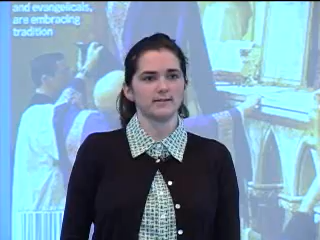 and evangelicals,
are embracing
tradition